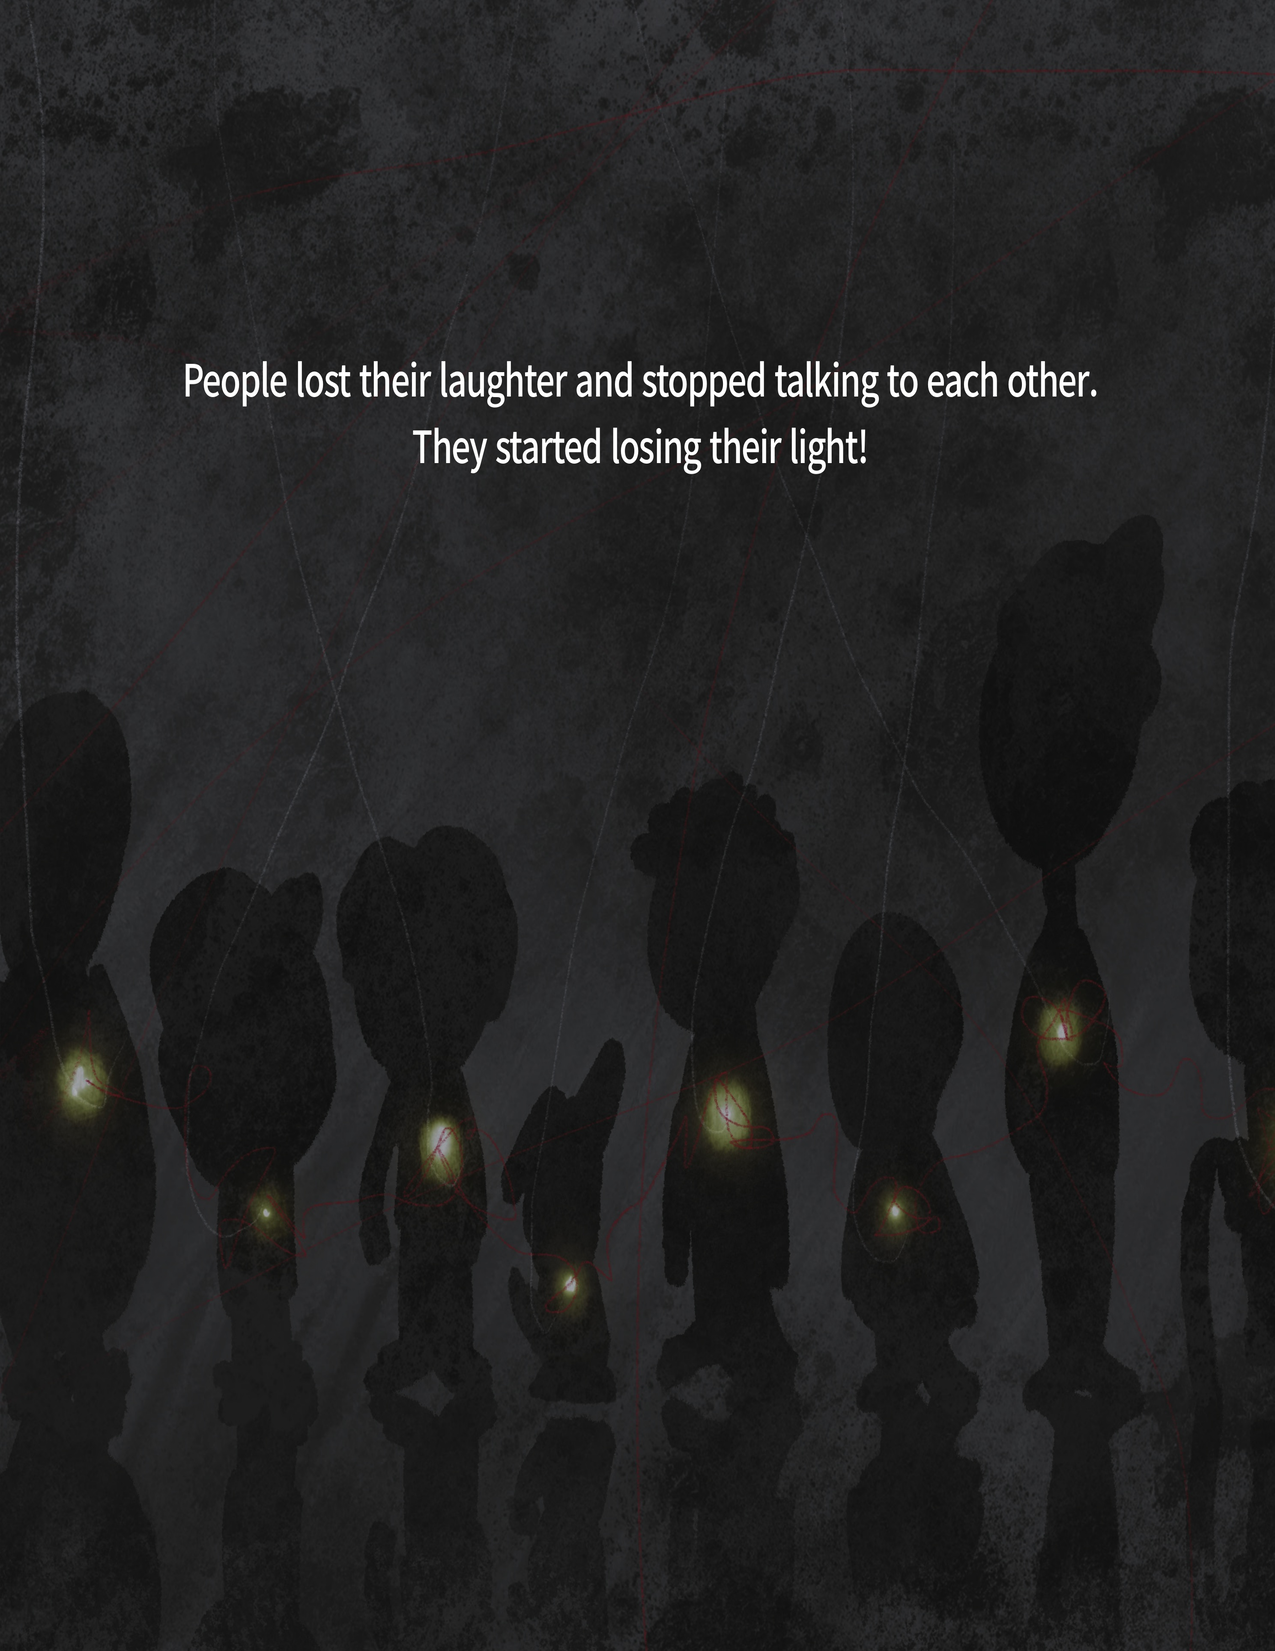 People lost their laughter and stopped talking to each other.
They started losing their light!